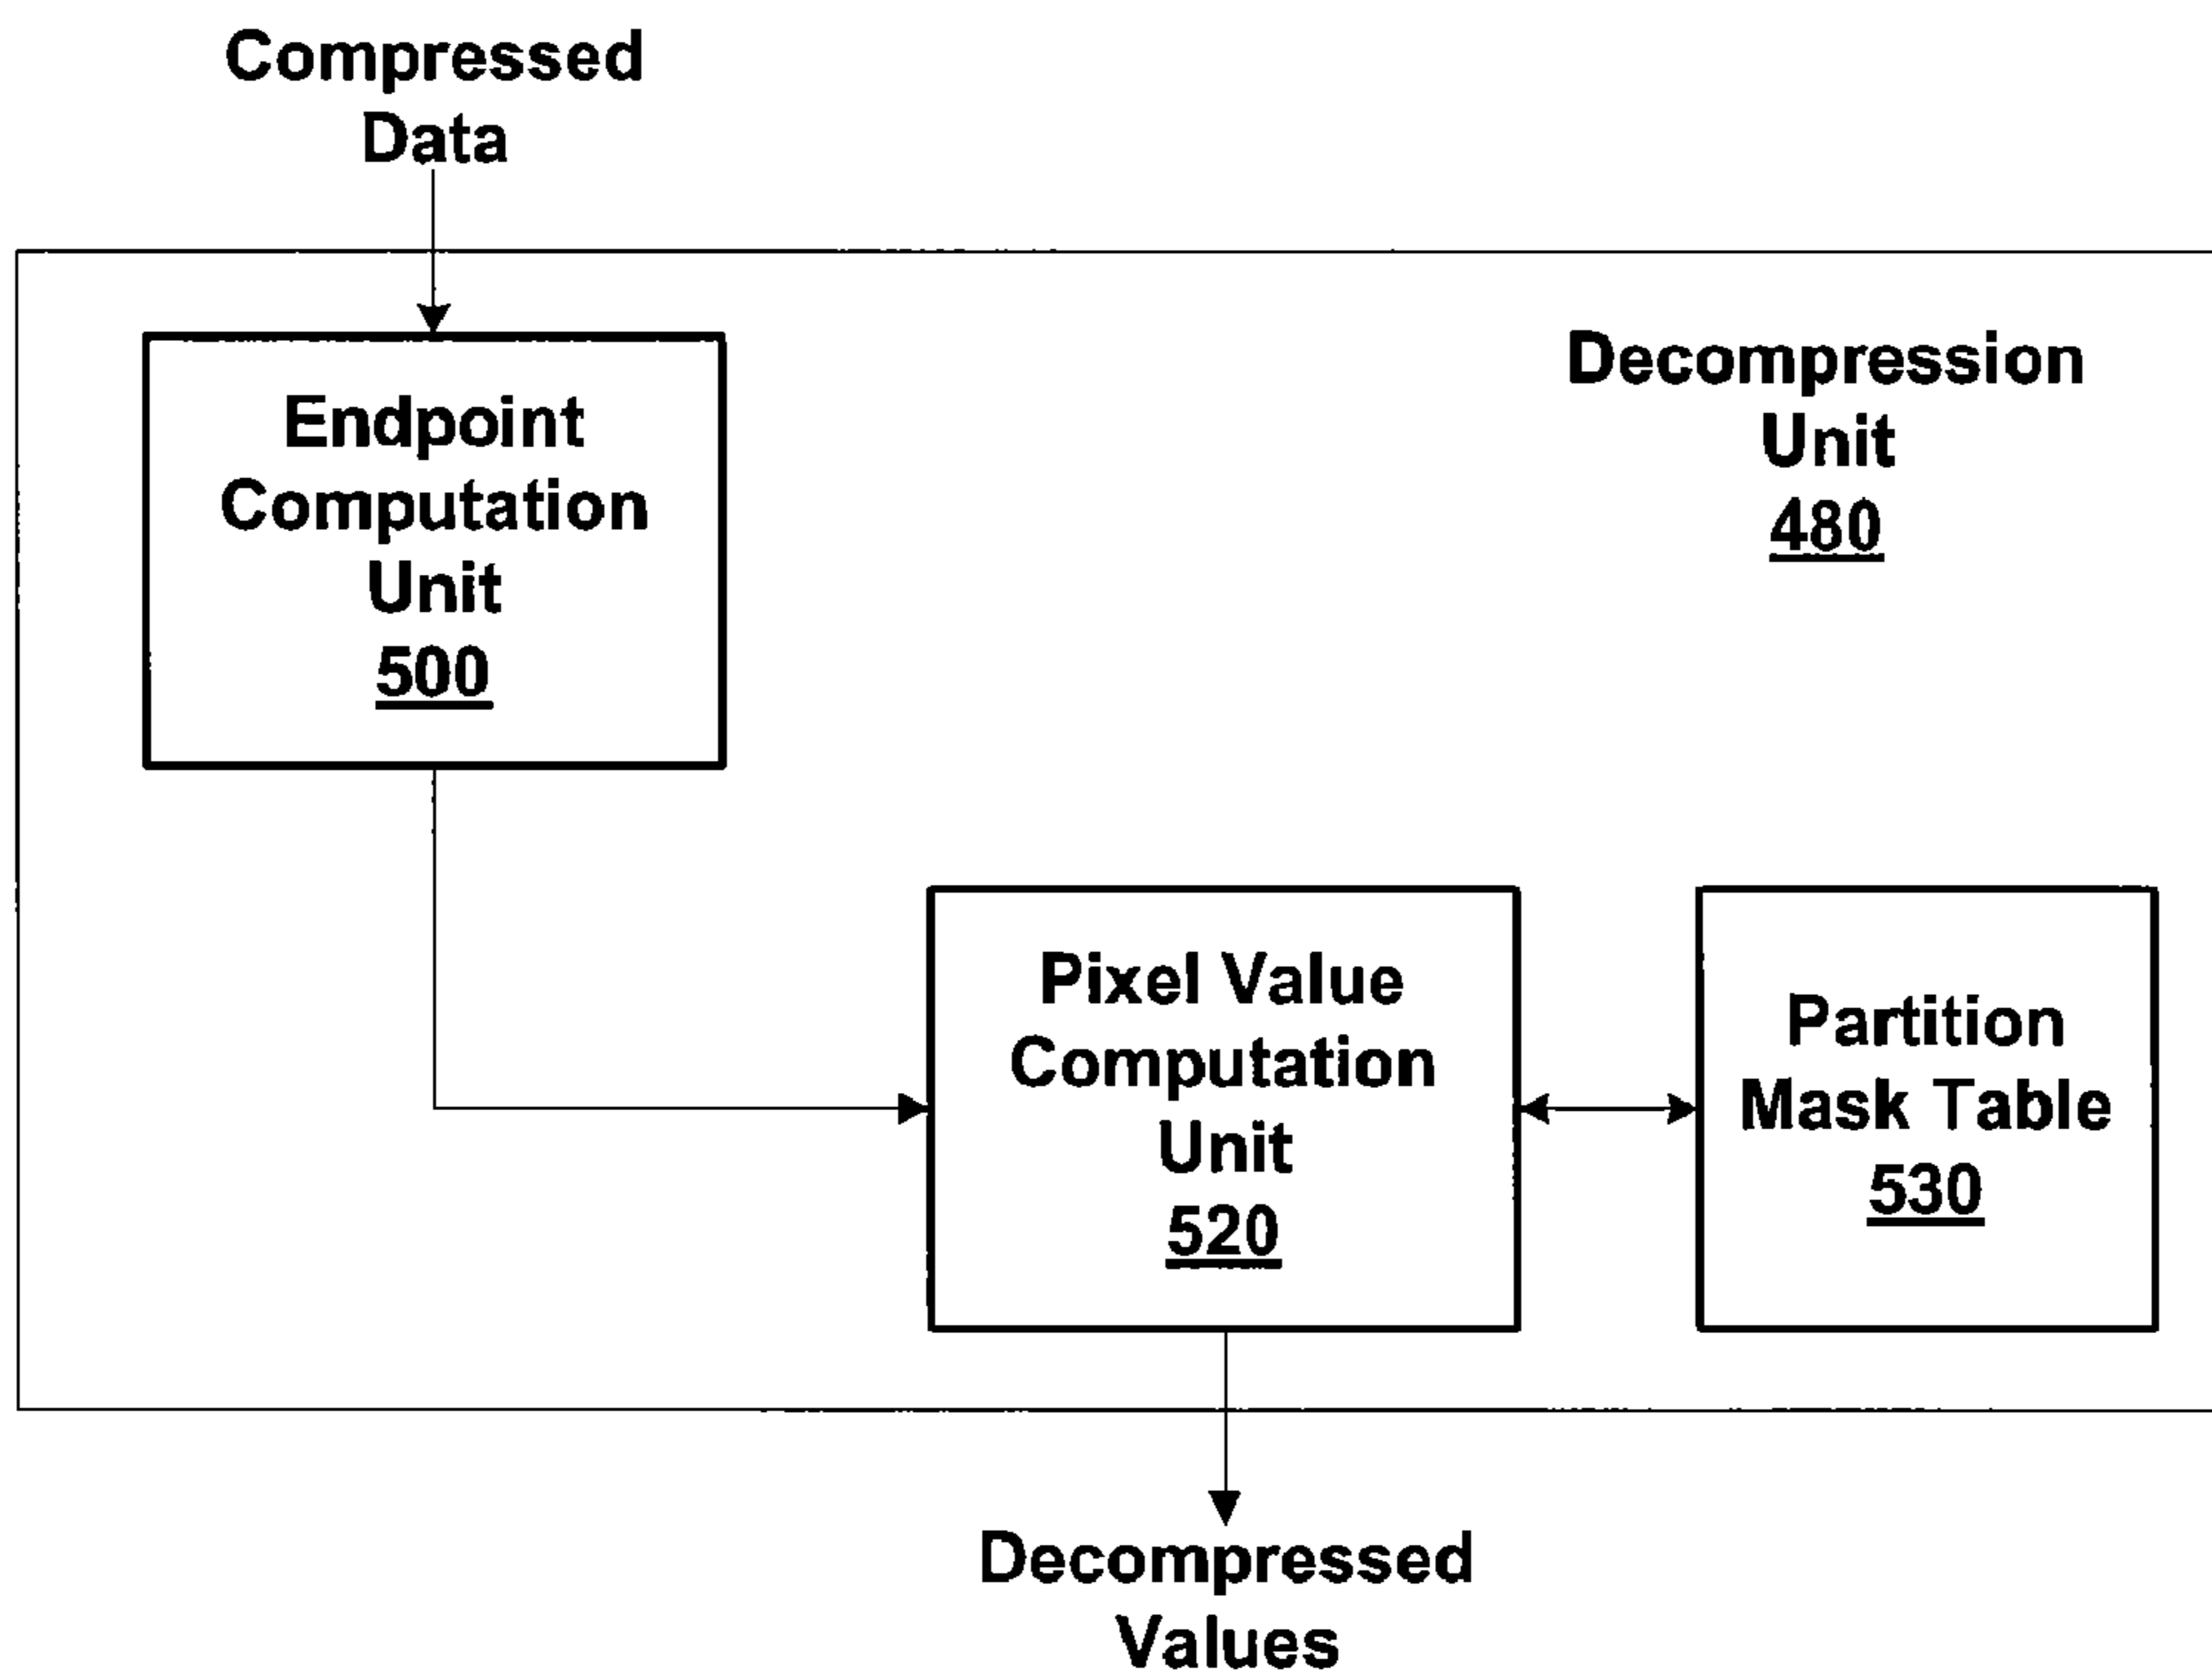 Compressed
Data
Endpoint
Computation
Unit
500
Decompression
Unit
480
Pixel Value
Computation
Unit
520
Partition
Mask Table
530
Decompressed
Values